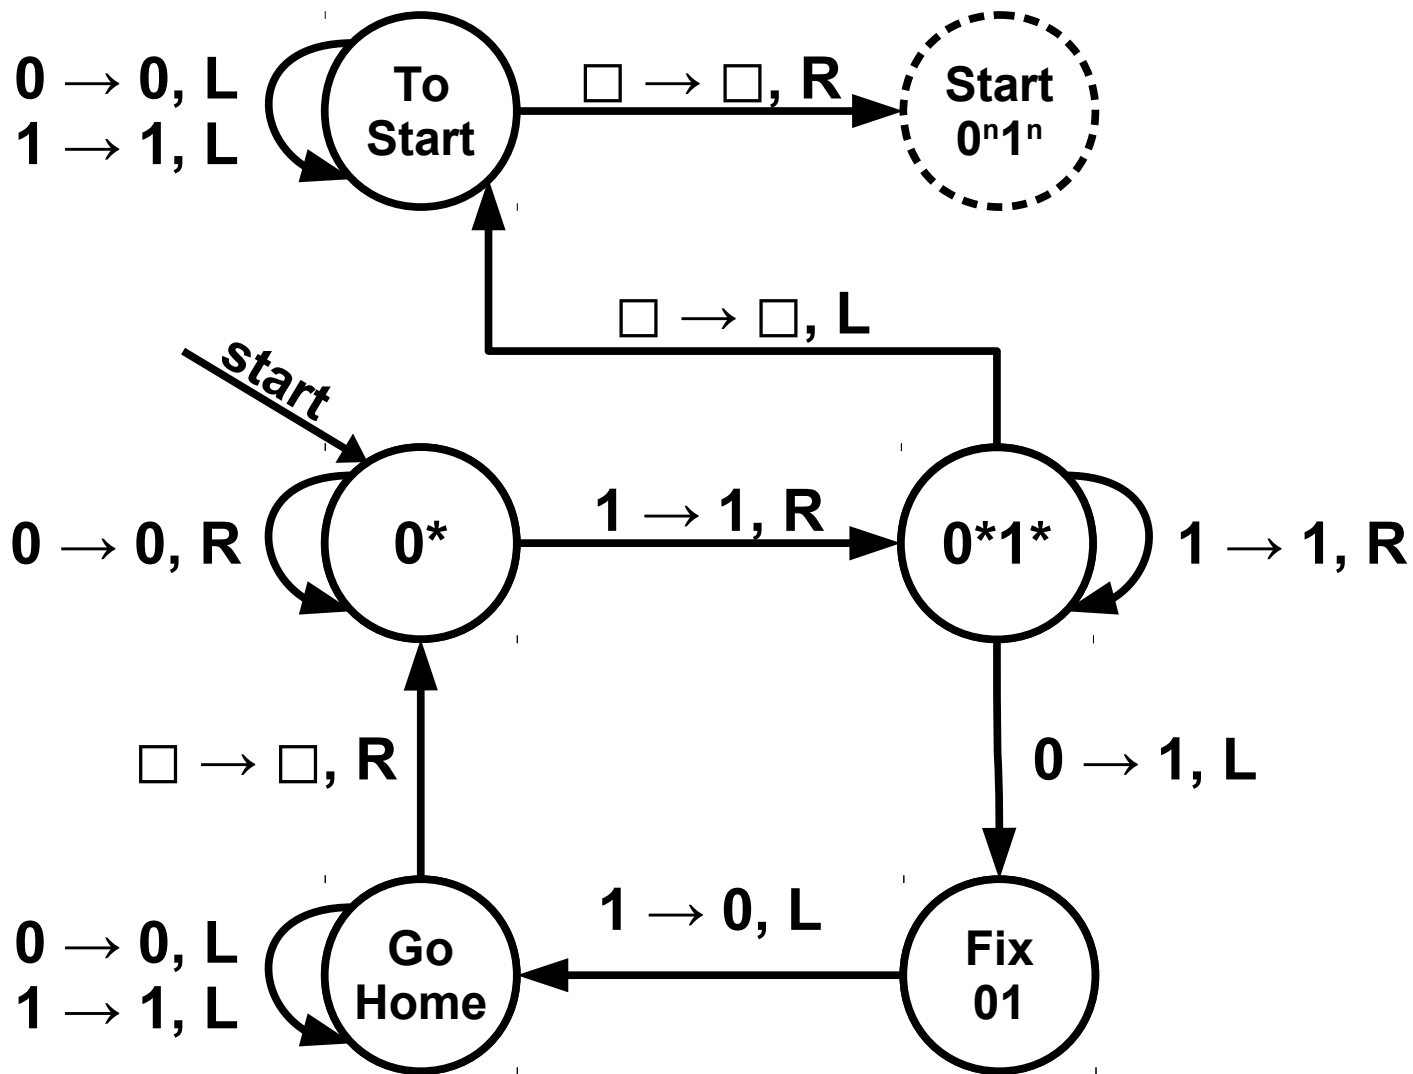 0 → 0, L
1 → 1, L
To
Start
□ → □, R
Start
0ⁿ1ⁿ
□ → □, L
start
0 → 0, R
0*
1 → 1, R
0*1*
1 → 1, R
□ → □, R
0 → 1, L
0 → 0, L
1 → 1, L
Go
Home
1 → 0, L
Fix
01